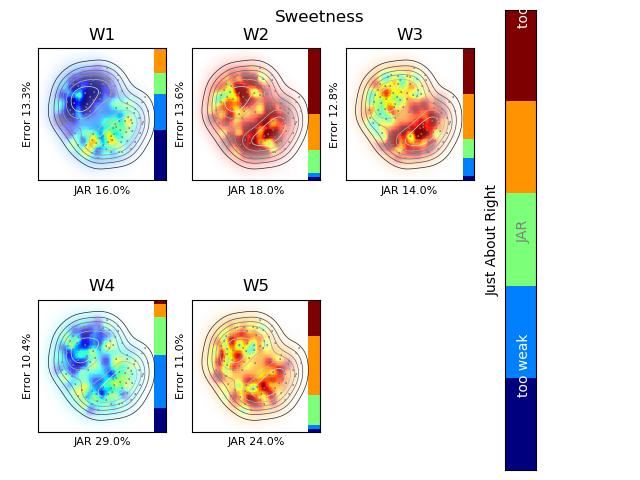 Sweetness
W1
W2
W3
Error 13.3%
Error 13.6%
Error 12.8%
JAR 16.0%
JAR 18.0%
JAR 14.0%
W4
W5
Error 10.4%
Error 11.0%
JAR 29.0%
JAR 24.0%
Just About Right
too
JAR
too weak